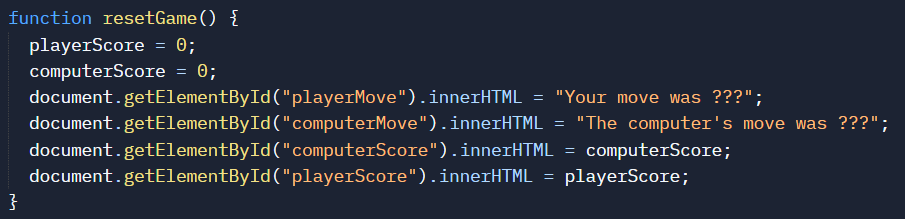 function resetGame() {
  playerScore = 0;
  computerScore = 0;
  document.getElementById("playerMove").innerHTML = "Your move was ???";
  document.getElementById("computerMove").innerHTML = "The computer's move was ???";
  document.getElementById("computerScore").innerHTML = computerScore;
  document.getElementById("playerScore").innerHTML = playerScore;
}